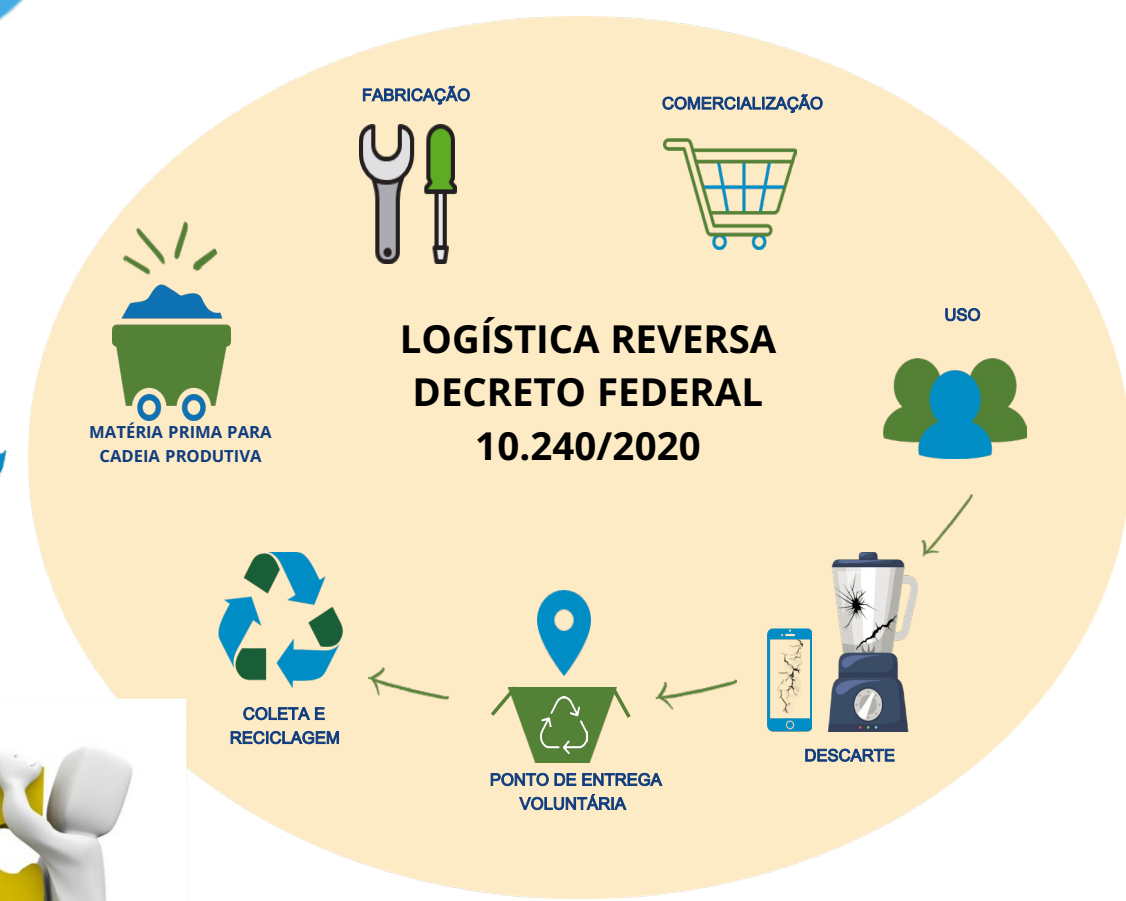 FABRICAÇÃO
COMERCIALIZAÇÃO
USO
LOGÍSTICA REVERSA
DECRETO FEDERAL
10.240/2020
MATÉRIA PRIMA PARA
CADEIA PRODUTIVA
COLETA E
RECICLAGEM
PONTO DE ENTREGA
VOLUNTÁRIA
DESCARTE